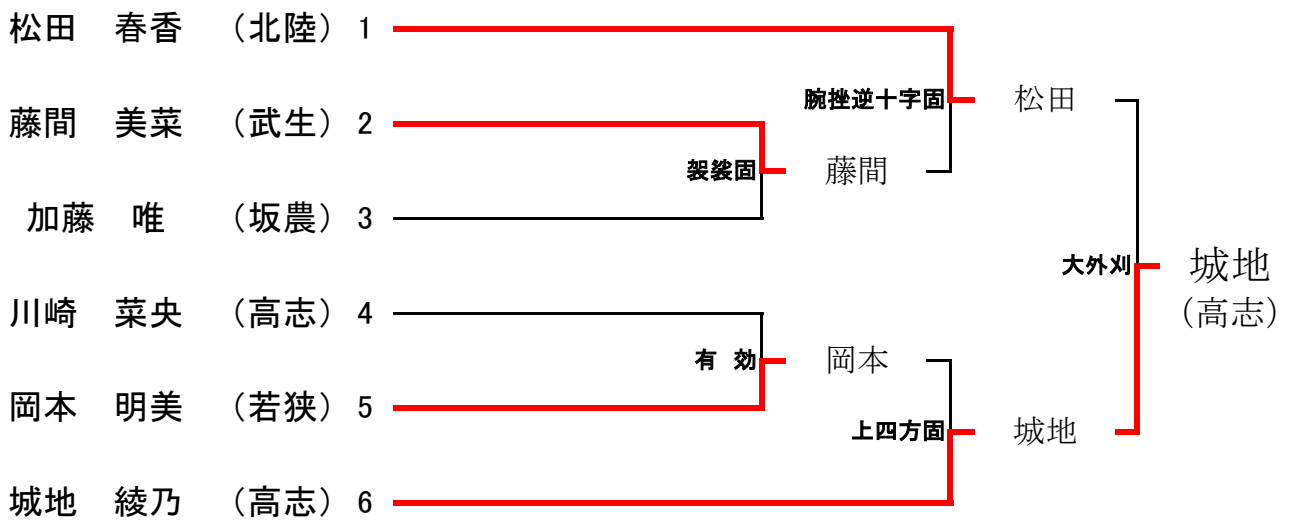 松田　春香　（北陸） 1
腕挫逆十字固
松田
藤間　美菜　（武生） 2
袈裟固
藤間
加藤　唯　（坂農） 3
大外刈
城地
（高志）
川崎　菜央　（高志） 4
有　効
岡本
岡本　明美　（若狭） 5
上四方固
城地
城地　綾乃　（高志） 6